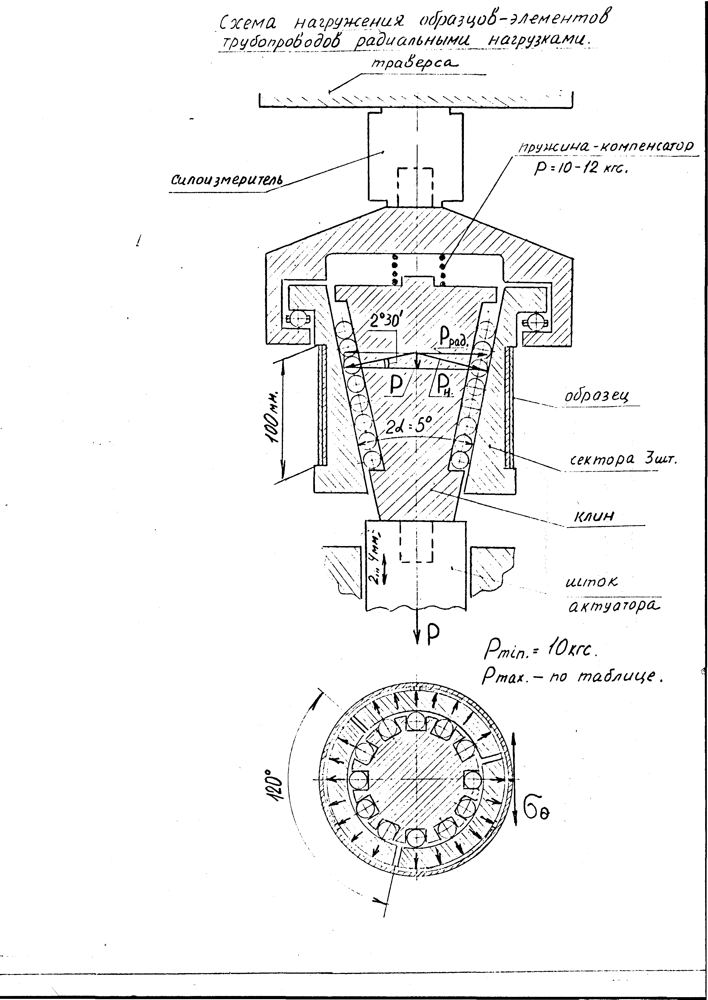 Схема нагружения образцов-элементов
трубопроводов радиальными нагрузками.
траверса
пружина-компенсатор
P=10-12 кгс.
силоизмеритель
2°30'
Pрад.
P
Pн.
100мм.
образец
2α=5°
сектора 3шт.
клин
2...4мм.
шток
актуатора
P
Pmin.= 10кгс.
Pmax.- по таблице.
120°
σθ